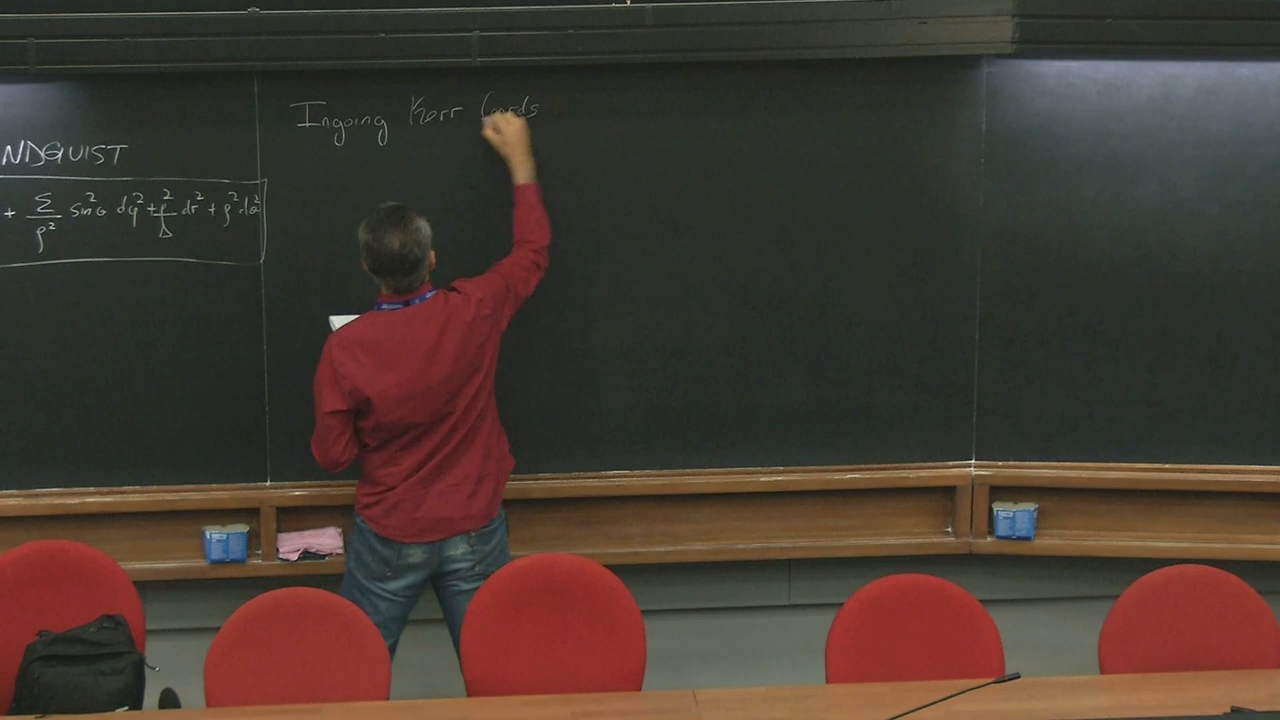 NDQUIST
+ Σ/ρ² sin²θ dφ² + ρ²/Δ dr² + ρ² dθ²
Ingoing Kerr Coords